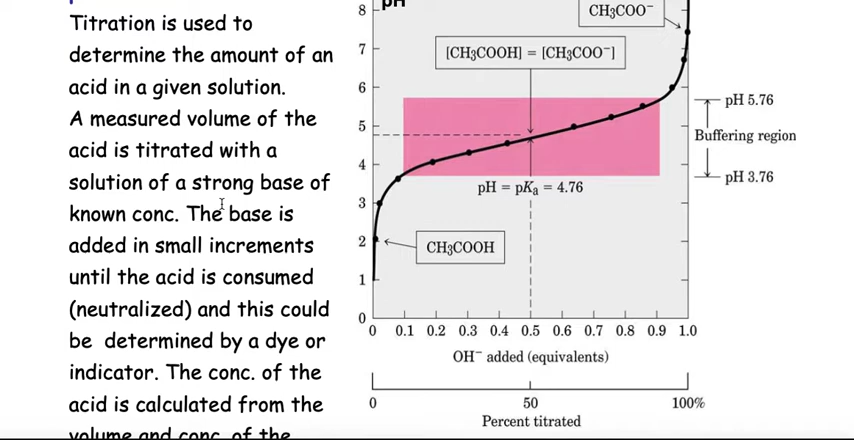 Titration is used to
determine the amount of an
acid in a given solution.
A measured volume of the
acid is titrated with a
solution of a strong base of
known conc. The base is
added in small increments
until the acid is consumed
(neutralized) and this could
be determined by a dye or
indicator. The conc. of the
acid is calculated from the
volume and conc. of the
pH
8
7
6
5
4
3
2
1
0
CH₃COO⁻
[CH₃COOH] = [CH₃COO⁻]
pH 5.76
Buffering region
pH 3.76
pH = pKₐ = 4.76
CH₃COOH
0 0.1 0.2 0.3 0.4 0.5 0.6 0.7 0.8 0.9 1.0
OH⁻ added (equivalents)
0 50 100%
Percent titrated